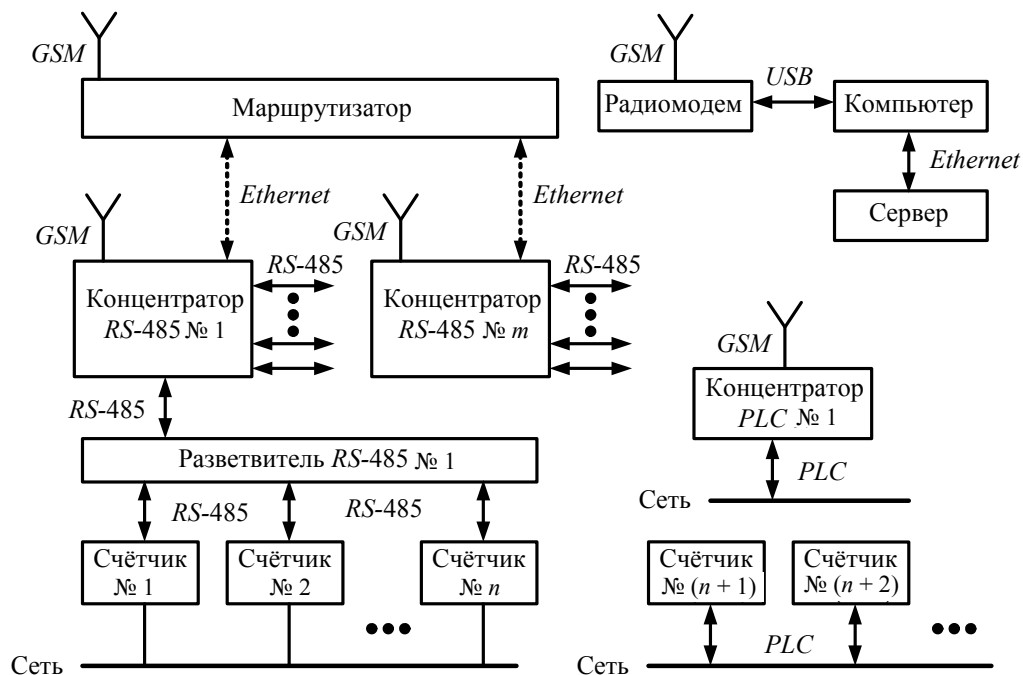 GSM
Маршрутизатор
Ethernet
Ethernet
GSM
GSM
Концентратор
RS-485 № 1
RS-485
Концентратор
RS-485 № m
RS-485
RS-485
Разветвитель RS-485 № 1
RS-485
RS-485
Счётчик
№ 1
Счётчик
№ 2
Счётчик
№ n
Сеть
GSM
Радиомодем
USB
Компьютер
Ethernet
Сервер
GSM
Концентратор
PLC № 1
PLC
Сеть
Счётчик
№ (n + 1)
Счётчик
№ (n + 2)
PLC
Сеть